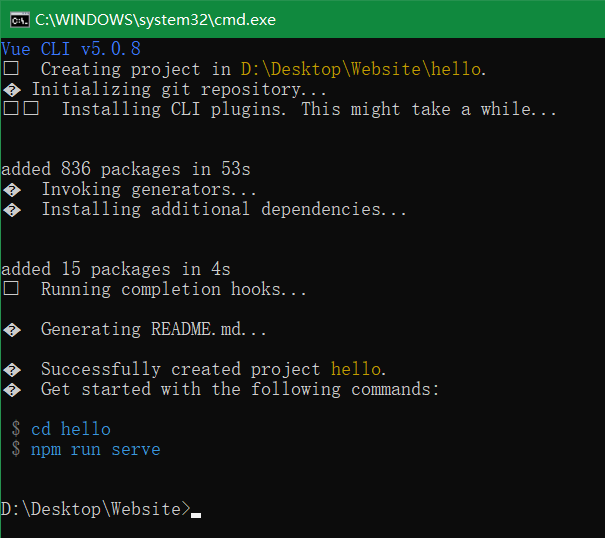 C:\WINDOWS\system32\cmd.exe
Vue CLI v5.0.8
Creating project in D:\Desktop\Website\hello.
� Initializing git repository...
Installing CLI plugins. This might take a while...
added 836 packages in 53s
� Invoking generators...
� Installing additional dependencies...
added 15 packages in 4s
Running completion hooks...
� Generating README.md...
� Successfully created project hello.
� Get started with the following commands:
$ cd hello
$ npm run serve
D:\Desktop\Website>